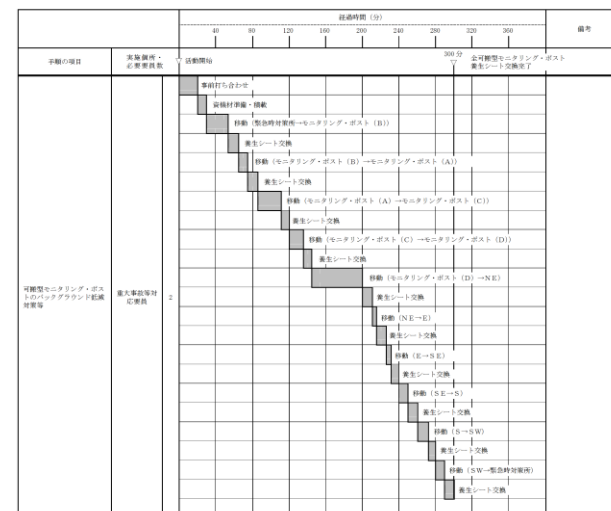 経過時間（分）
備考
40 80 120 160 200 240 280 320 360
手順の項目
実施箇所・
必要要員数
活動開始
300分
全可搬型モニタリング・ポスト
養生シート交換完了
可搬型モニタリング・ポス
トのバックグラウンド低減
対策等
重大事故等対
応要員
2
事前打ち合わせ
資機材準備・積載
移動（緊急時対策所→モニタリング・ポスト（B））
養生シート交換
移動（モニタリング・ポスト（B）→モニタリング・ポスト（A））
養生シート交換
移動（モニタリング・ポスト（A）→モニタリング・ポスト（C））
養生シート交換
移動（モニタリング・ポスト（C）→モニタリング・ポスト（D））
養生シート交換
移動（モニタリング・ポスト（D）→NE）
養生シート交換
移動（NE→E）
養生シート交換
移動（E→SE）
養生シート交換
移動（SE→S）
養生シート交換
移動（S→SW）
養生シート交換
移動（SW→緊急時対策所）
養生シート交換